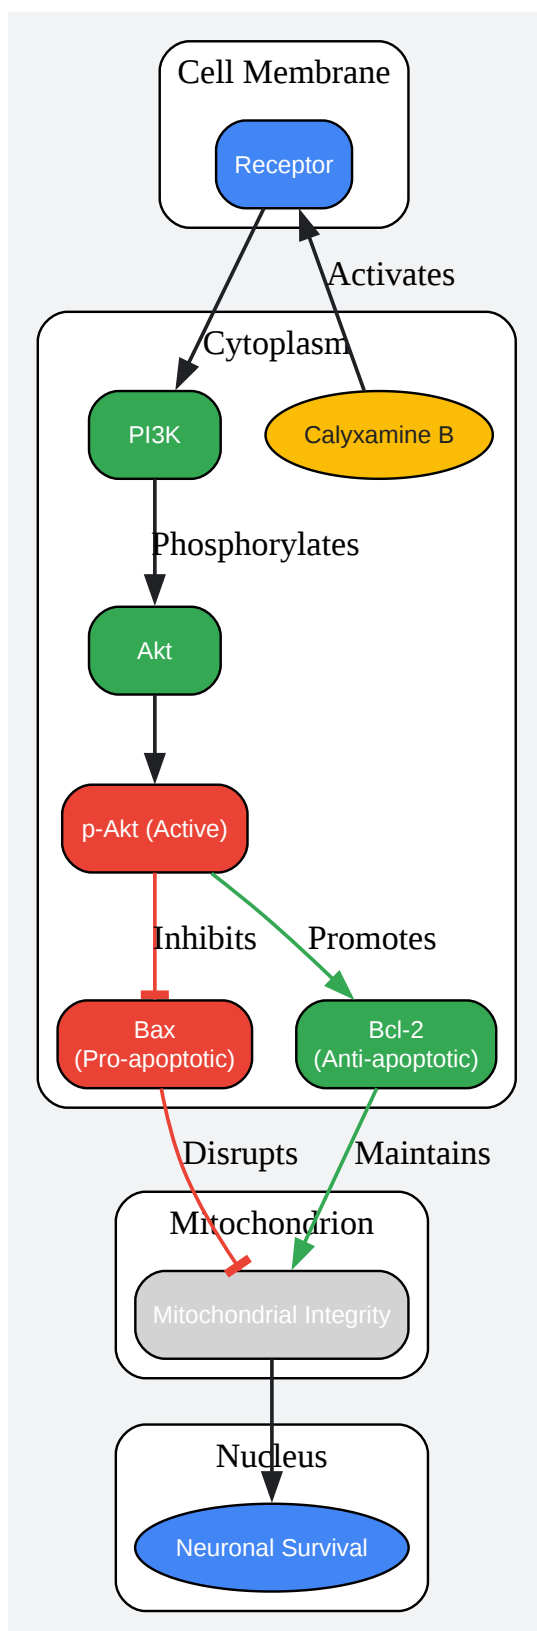 Cell Membrane
Receptor
Activates
Cytoplasm
PI3K
Calyxamine B
Phosphorylates
Akt
p-Akt (Active)
Inhibits
Promotes
Bax
(Pro-apoptotic)
Bcl-2
(Anti-apoptotic)
Disrupts
Maintains
Mitochondrion
Mitochondrial Integrity
Nucleus
Neuronal Survival